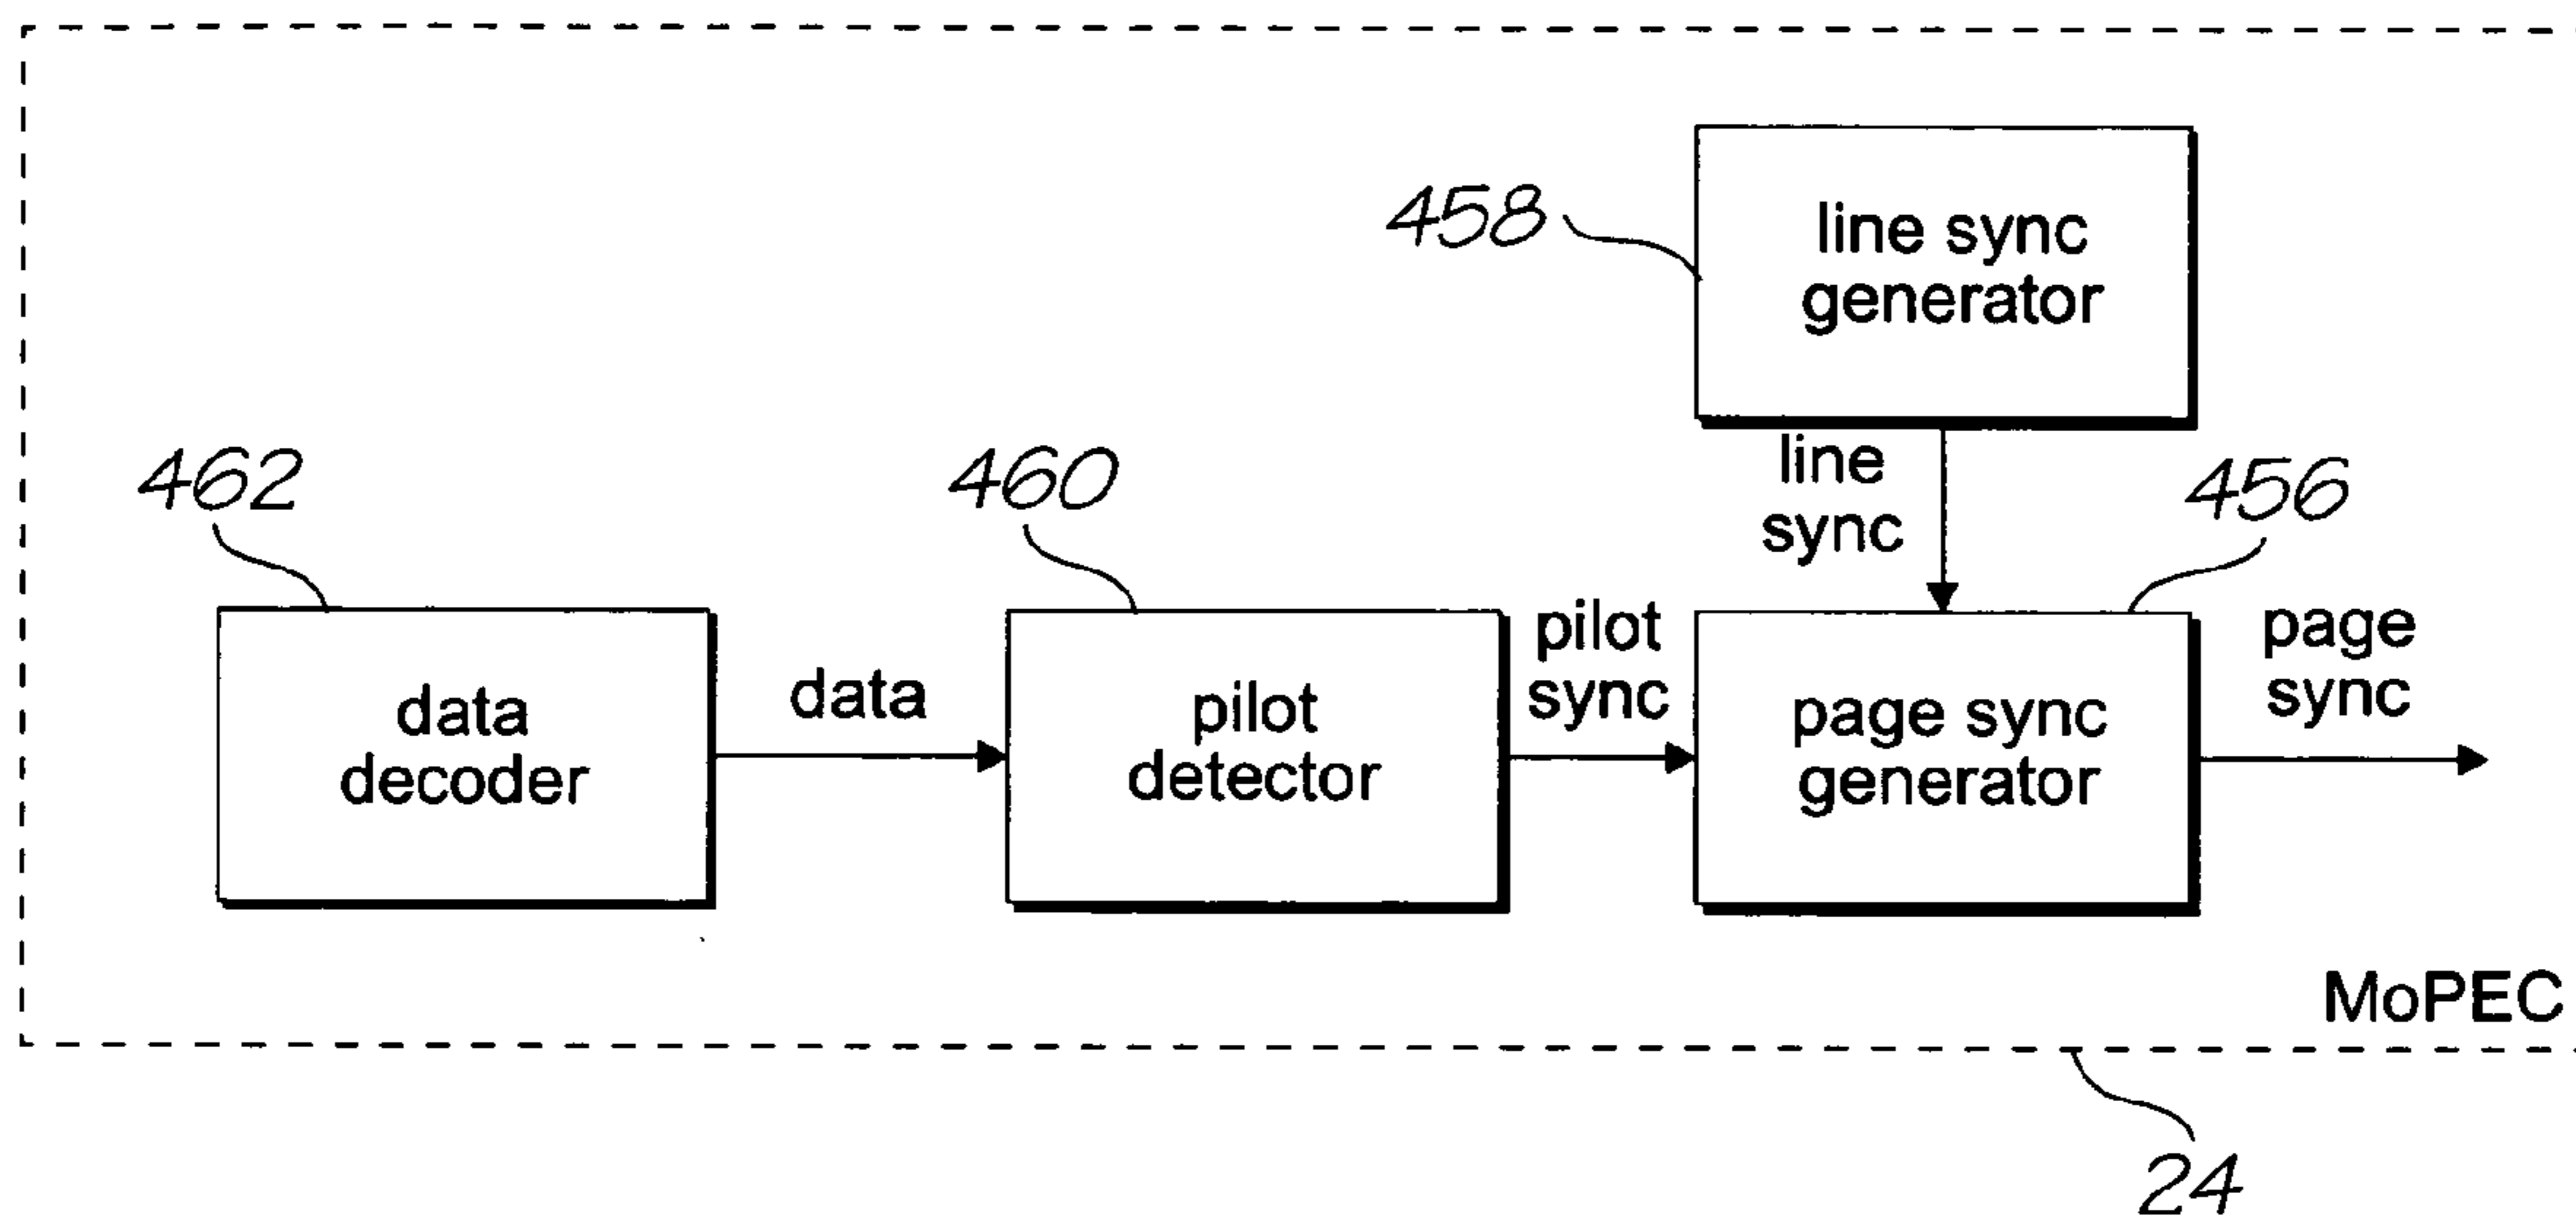 458
line sync
generator
line
sync
462
460
456
data
decoder
data
pilot
detector
pilot
sync
page sync
generator
page
sync
MoPEC
24